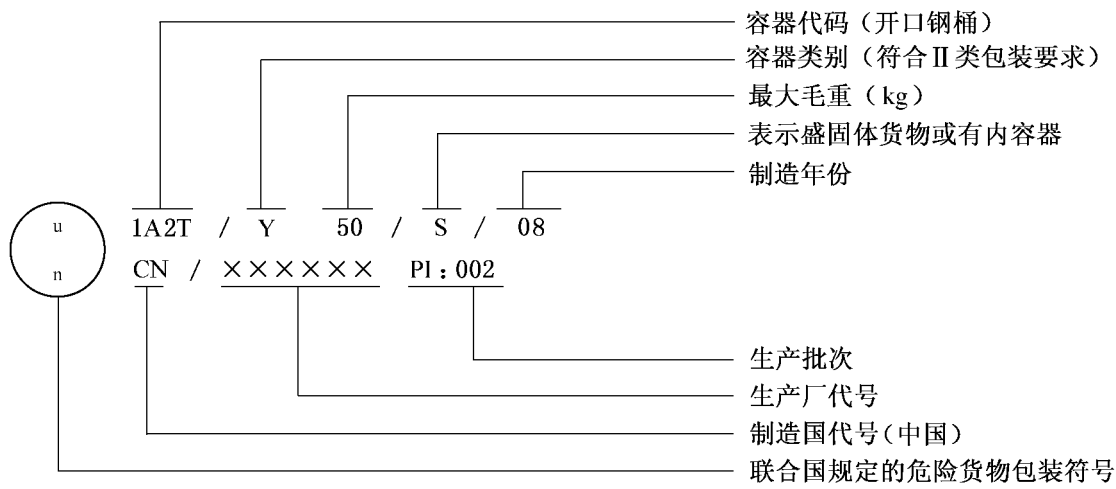 容器代码（开口钢桶）
容器类别（符合Ⅱ类包装要求）
最大毛重（kg）
表示盛固体货物或有内容器
制造年份
u
n
1A2T / Y 50 / S / 08
CN / ×××××× PI：002
生产批次
生产厂代号
制造国代号（中国）
联合国规定的危险货物包装符号